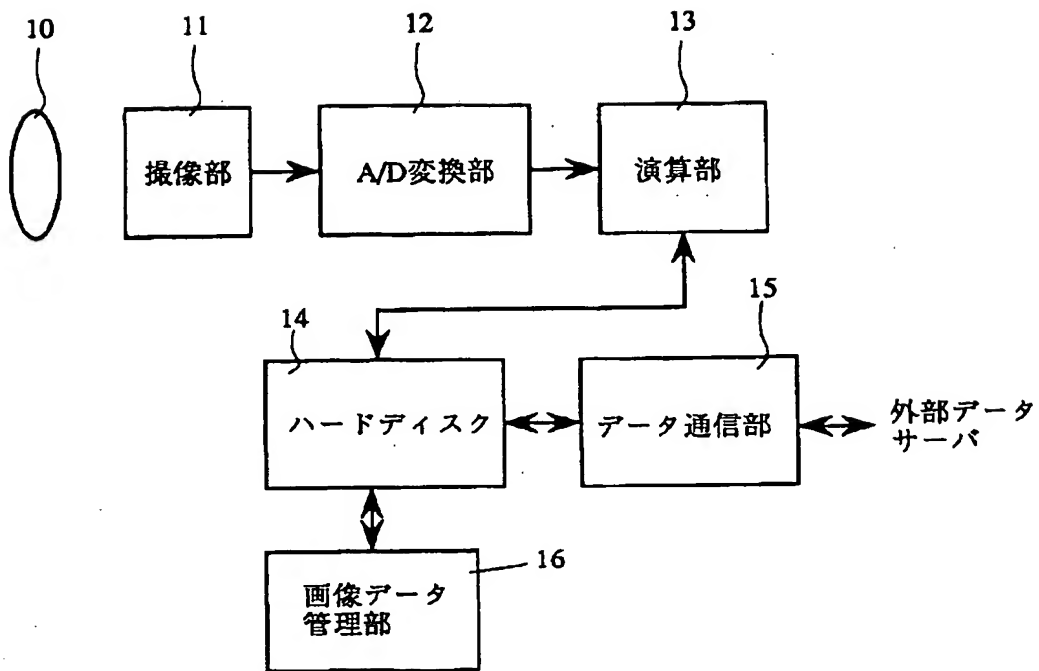 10
11
12
13
撮像部
A/D変換部
演算部
14
15
ハードディスク
データ通信部
外部データ
サーバ
16
画像データ
管理部